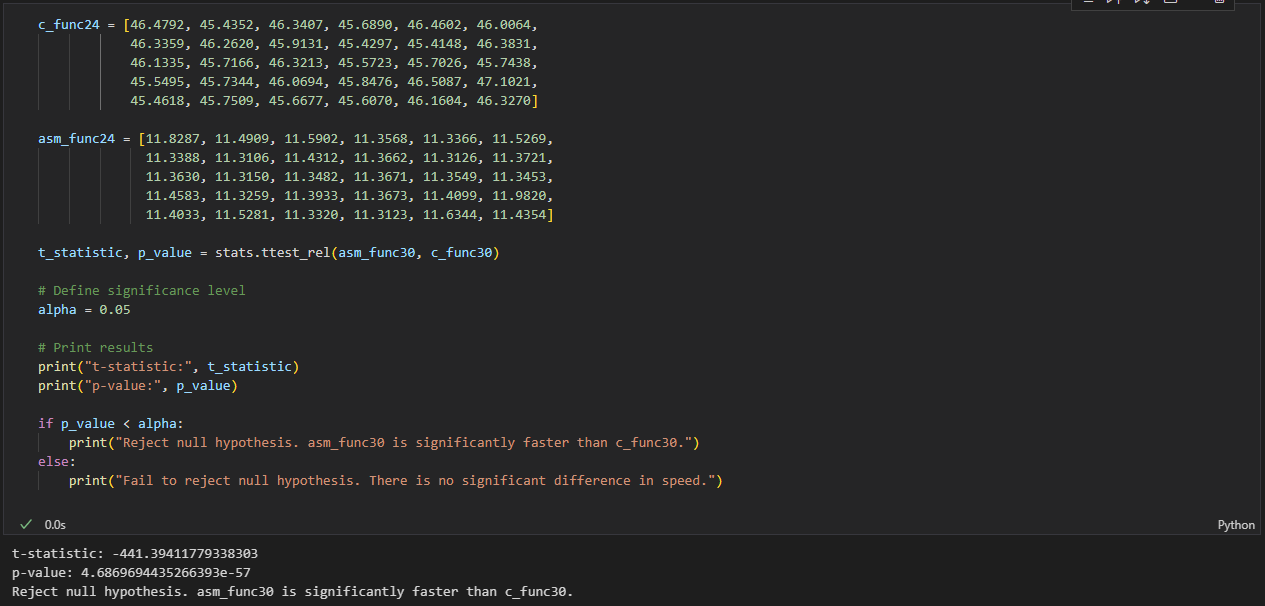 c_func24 = [46.4792, 45.4352, 46.3407, 45.6890, 46.4602, 46.0064,
46.3359, 46.2620, 45.9131, 45.4297, 45.4148, 46.3831,
46.1335, 45.7166, 46.3213, 45.5723, 45.7026, 45.7438,
45.5495, 45.7344, 46.0694, 45.8476, 46.5087, 47.1021,
45.4618, 45.7509, 45.6677, 45.6070, 46.1604, 46.3270]
asm_func24 = [11.8287, 11.4909, 11.5902, 11.3568, 11.3366, 11.5269,
11.3388, 11.3106, 11.4312, 11.3662, 11.3126, 11.3721,
11.3630, 11.3150, 11.3482, 11.3671, 11.3549, 11.3453,
11.4583, 11.3259, 11.3933, 11.3673, 11.4099, 11.9820,
11.4033, 11.5281, 11.3320, 11.3123, 11.6344, 11.4354]
t_statistic, p_value = stats.ttest_rel(asm_func30, c_func30)
# Define significance level
alpha = 0.05
# Print results
print("t-statistic:", t_statistic)
print("p-value:", p_value)
if p_value < alpha:
print("Reject null hypothesis. asm_func30 is significantly faster than c_func30.")
else:
print("Fail to reject null hypothesis. There is no significant difference in speed.")
0.0s
Python
t-statistic: -441.39411779338303
p-value: 4.6869694435266393e-57
Reject null hypothesis. asm_func30 is significantly faster than c_func30.